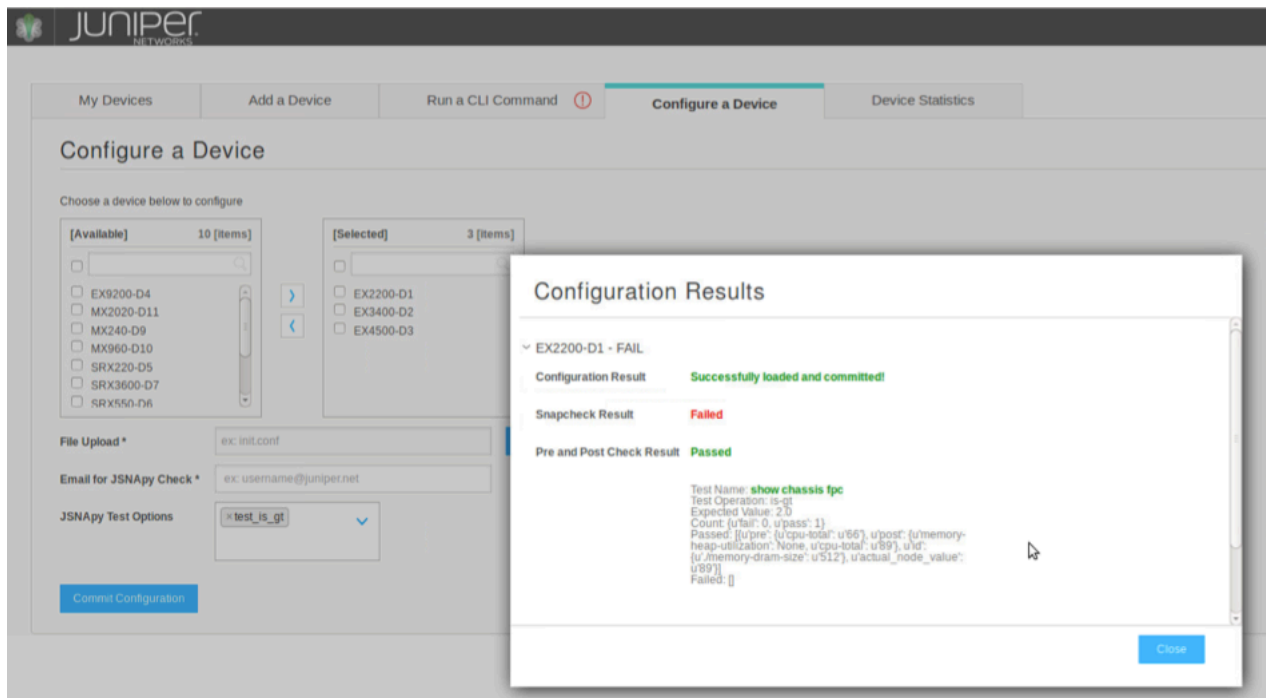 JUNIPER
NETWORKS
My Devices
Add a Device
Run a CLI Command
Configure a Device
Device Statistics
Configure a Device
Choose a device below to configure
[Available] 10 [items]
[Selected] 3 [items]
EX9200-D4
MX2020-D11
MX240-D9
MX960-D10
SRX220-D5
SRX3600-D7
SRX550-D6
EX2200-D1
EX3400-D2
EX4500-D3
File Upload *
ex: init.conf
Email for JSNApy Check *
ex: username@juniper.net
JSNApy Test Options
×test_is_gt
Commit Configuration
Configuration Results
EX2200-D1 - FAIL
Configuration Result Successfully loaded and committed!
Snapcheck Result Failed
Pre and Post Check Result Passed
Test Name: show chassis fpc
Test Operation: is-gt
Expected Value: 2.0
Count: {u'fail': 0, u'pass': 1}
Passed: [{u'pre': {u'cpu-total': u'66'}, u'post': {u'memory-
heap-utilization': None, u'cpu-total': u'89'}, u'id':
{u'./memory-dram-size': u'512'}, u'actual_node_value':
u'89'}]
Failed: []
Close